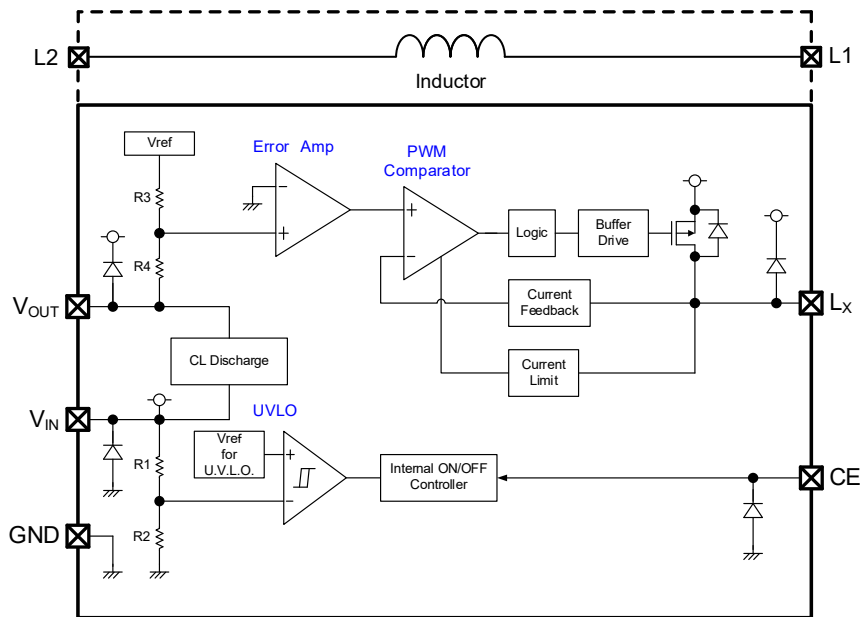 L2
L1
Inductor
Vref
Error Amp
PWM
Comparator
R3
Logic
Buffer
Drive
R4
VOUT
Current
Feedback
LX
CL Discharge
Current
Limit
VIN
UVLO
Vref
for
U.V.L.O.
R1
Internal ON/OFF
Controller
CE
GND
R2